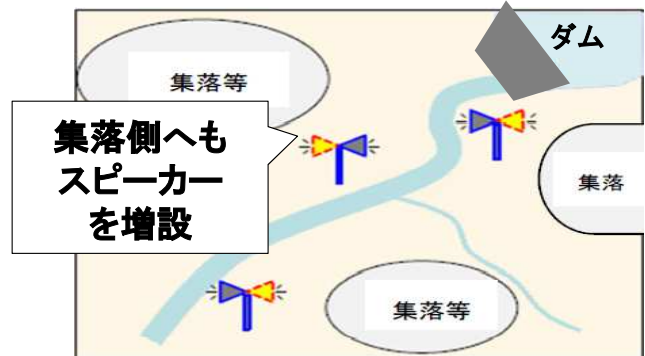 ダム
集落等
集落側へも
スピーカー
を増設
集落
集落等